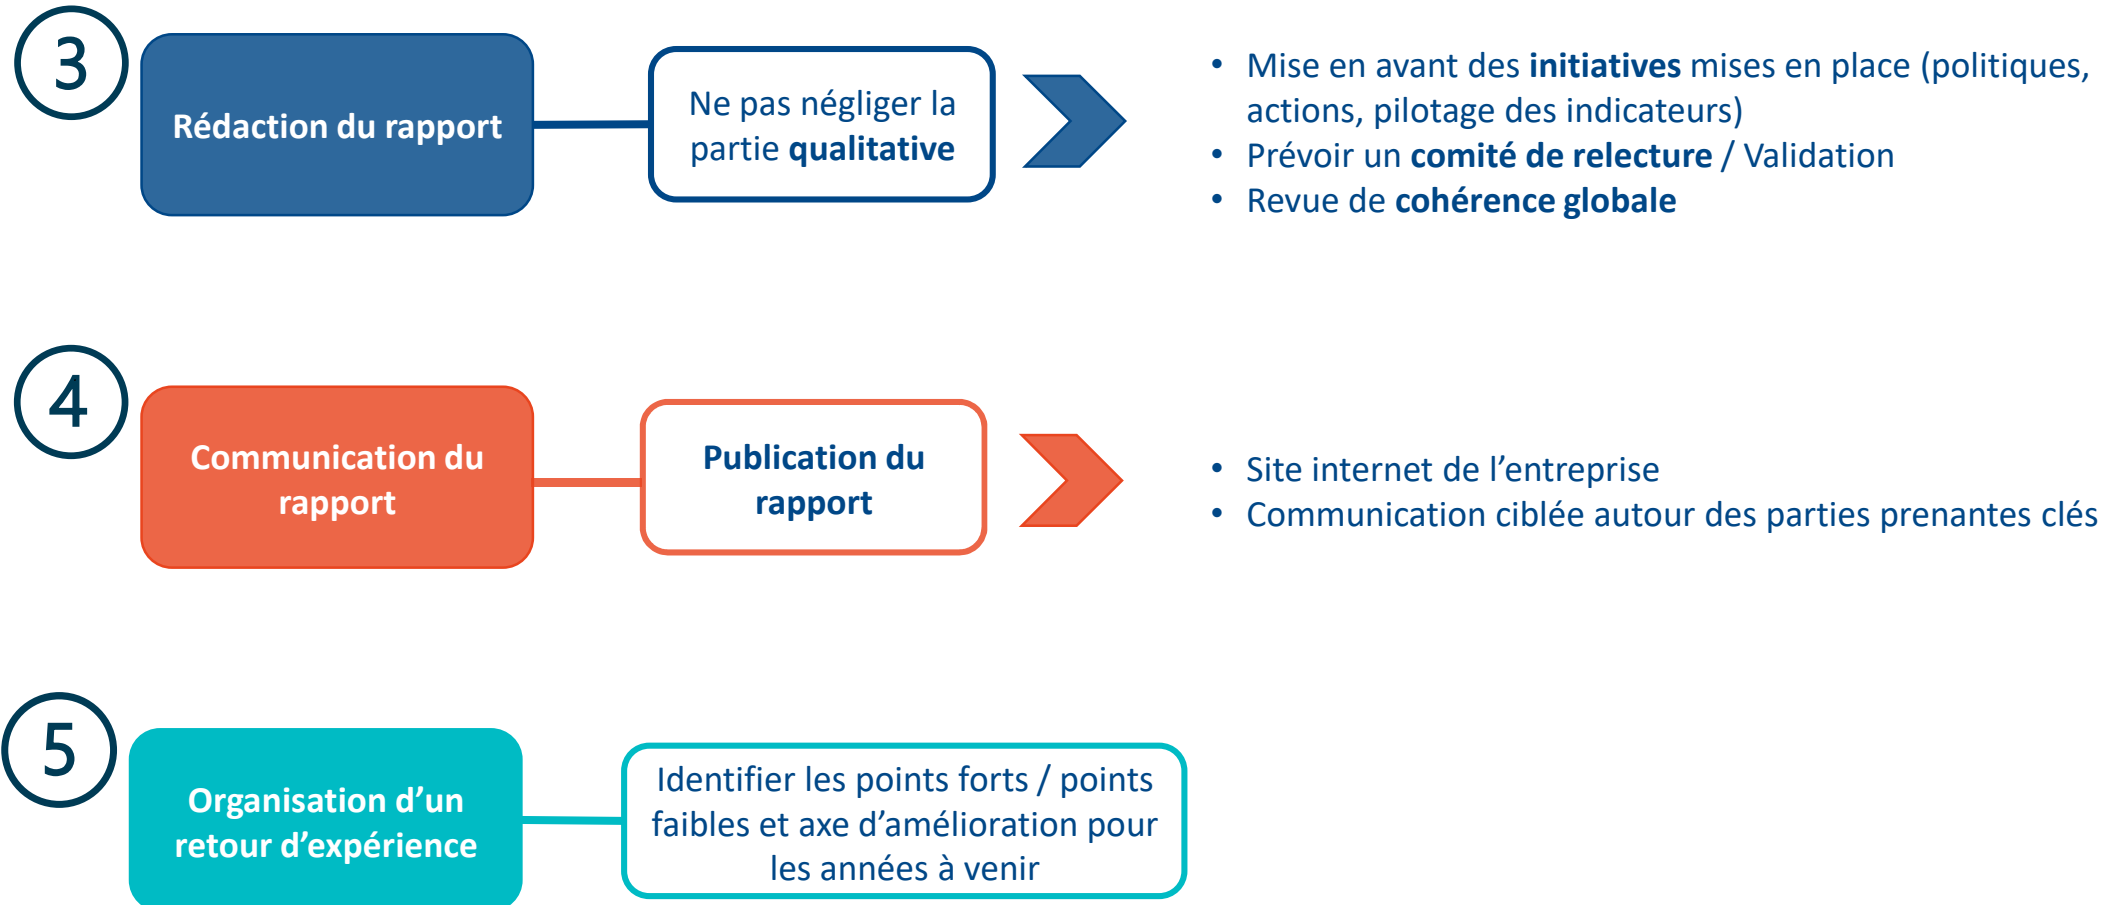 3
Rédaction du rapport
Ne pas négliger la
partie qualitative
• Mise en avant des initiatives mises en place (politiques,
actions, pilotage des indicateurs)
• Prévoir un comité de relecture / Validation
• Revue de cohérence globale
4
Communication du
rapport
Publication du
rapport
• Site internet de l’entreprise
• Communication ciblée autour des parties prenantes clés
5
Organisation d’un
retour d’expérience
Identifier les points forts / points
faibles et axe d’amélioration pour
les années à venir